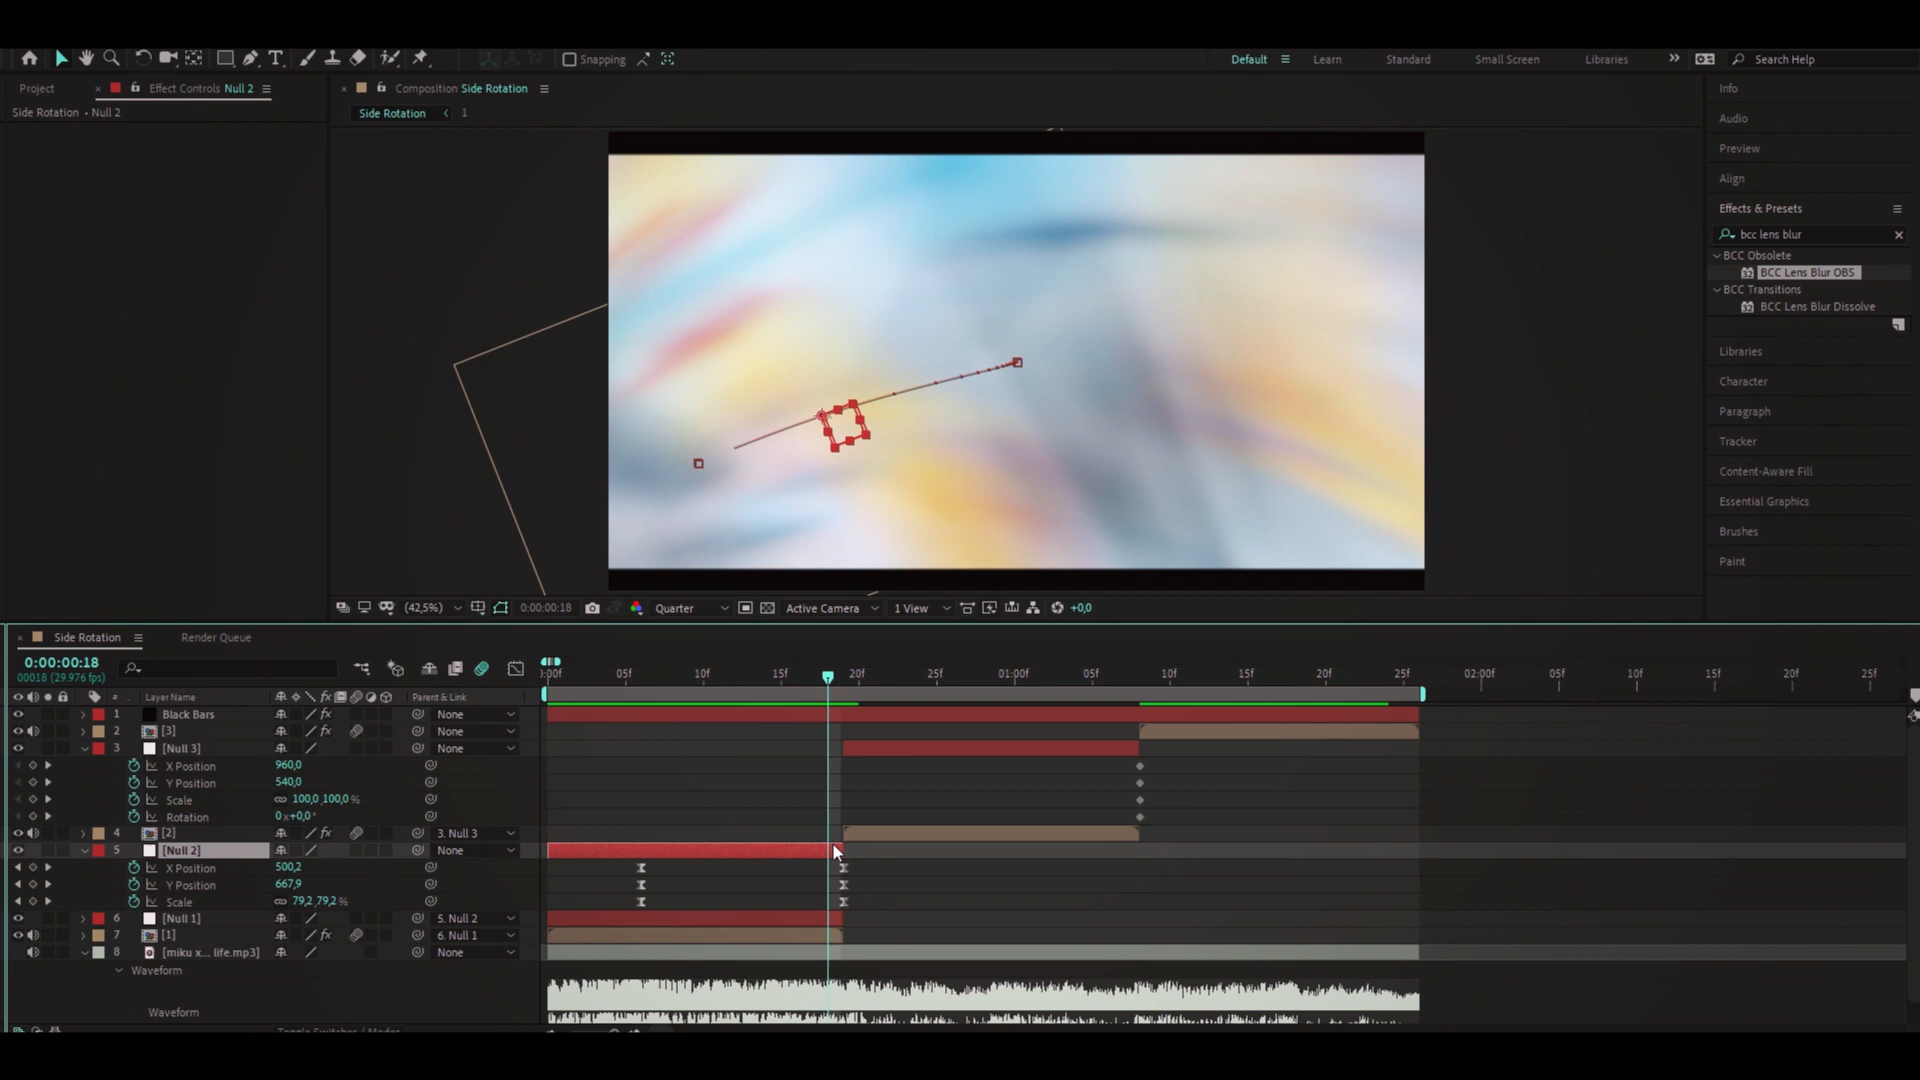 Snapping
Default
Learn
Standard
Small Screen
Libraries
Search Help
Project
Effect Controls Null 2
Composition Side Rotation
Info
Side Rotation • Null 2
Side Rotation
1
Audio
Preview
Align
Effects & Presets
bcc lens blur
BCC Obsolete
BCC Lens Blur OBS
BCC Transitions
BCC Lens Blur Dissolve
Libraries
Character
Paragraph
Tracker
Content-Aware Fill
Essential Graphics
Brushes
Paint
(42,5%)
0:00:00:18
Quarter
Active Camera
1 View
+0,0
Side Rotation
Render Queue
0:00:00:18
00018 (29.976 fps)
:00f 05f 10f 15f 20f 25f 01:00f 05f 10f 15f 20f 25f 02:00f 05f 10f 15f 20f 25f
# Layer Name fx Parent & Link
1 Black Bars fx None
2 [3] fx None
3 [Null 3] None
X Position 960,0
Y Position 540,0
Scale 100,0,100,0 %
Rotation 0x+0,0°
4 [2] fx 3. Null 3
5 [Null 2] None
X Position 500,2
Y Position 667,9
Scale 79,2,79,2 %
6 [Null 1] 5. Null 2
7 [1] fx 6. Null 1
8 [miku x... life.mp3] None
Waveform
Waveform
Toggle Switches / Modes